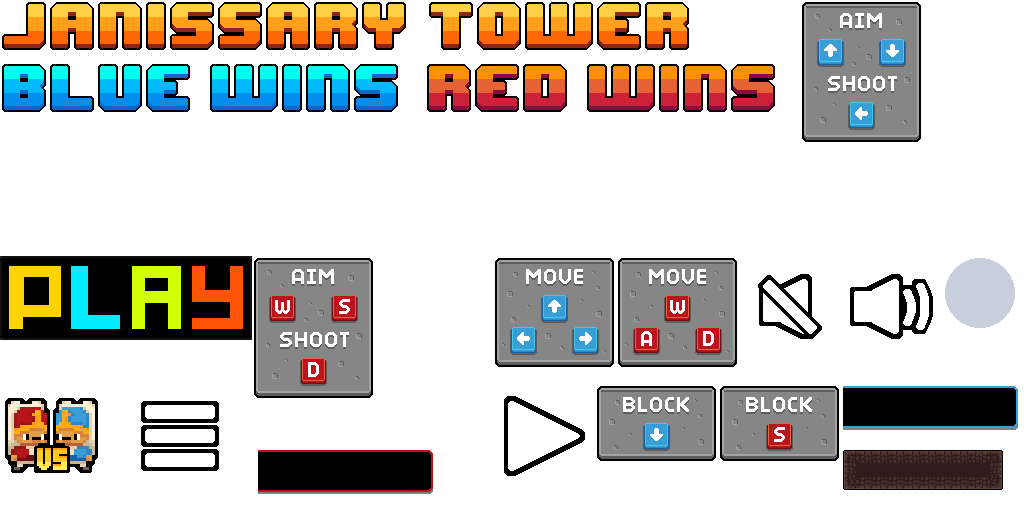 JANISSARY TOWER
BLUE WINS RED WINS
AIM
SHOOT
PLAY
AIM
W S
SHOOT
D
MOVE
MOVE
W
A D
VS
BLOCK
BLOCK
S